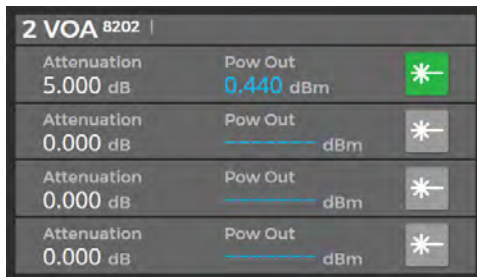 2 VOA 8202
Attenuation Pow Out
5.000 dB 0.440 dBm
Attenuation Pow Out
0.000 dB -------- dBm
Attenuation Pow Out
0.000 dB -------- dBm
Attenuation Pow Out
0.000 dB -------- dBm